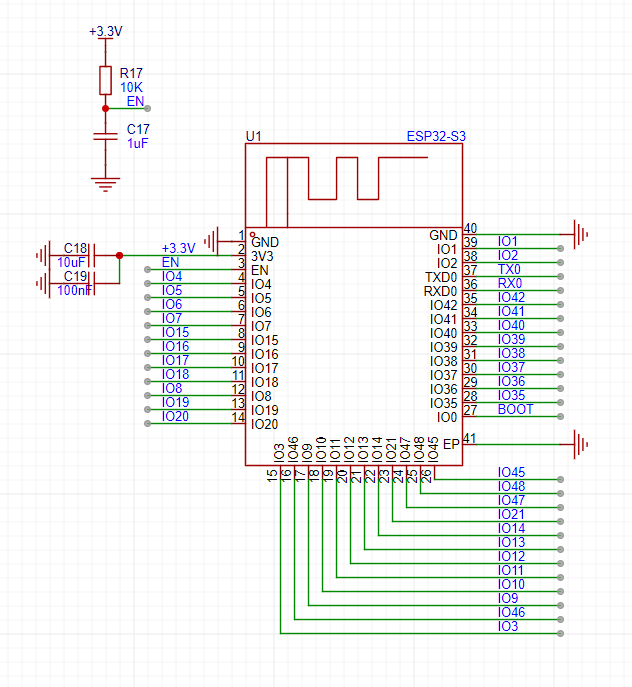 +3.3V
R17
10K
EN
C17
1uF
U1
ESP32-S3
C18
10uF
C19
100nF
+3.3V
EN
IO4
IO5
IO6
IO7
IO15
IO16
IO17
IO18
IO8
IO19
IO20
1 GND
2 3V3
3 EN
4 IO4
5 IO5
6 IO6
7 IO7
8 IO15
9 IO16
10 IO17
11 IO18
12 IO8
13 IO19
14 IO20
GND 40
IO1 39
IO2 38
TXD0 37
RXD0 36
IO42 35
IO41 34
IO40 33
IO39 32
IO38 31
IO37 30
IO36 29
IO35 28
IO0 27
EP 41
IO1
IO2
TX0
RX0
IO42
IO41
IO40
IO39
IO38
IO37
IO36
IO35
BOOT
IO3 15
IO46 16
IO9 17
IO10 18
IO11 19
IO12 20
IO13 21
IO14 22
IO21 23
IO47 24
IO48 25
IO45 26
IO45
IO48
IO47
IO21
IO14
IO13
IO12
IO11
IO10
IO9
IO46
IO3